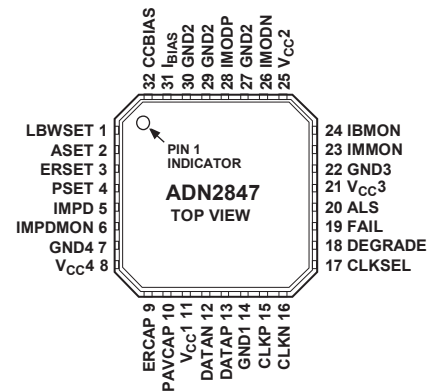 32 CCBIAS
31 IBIAS
30 GND2
29 GND2
28 IMODP
27 GND2
26 IMODN
25 VCC2
LBWSET 1
ASET 2
ERSET 3
PSET 4
IMPD 5
IMPDMON 6
GND4 7
VCC4 8
PIN 1
INDICATOR
ADN2847
TOP VIEW
24 IBMON
23 IMMON
22 GND3
21 VCC3
20 ALS
19 FAIL
18 DEGRADE
17 CLKSEL
ERCAP 9
PAVCAP 10
VCC1 11
DATAN 12
DATAP 13
GND1 14
CLKP 15
CLKN 16